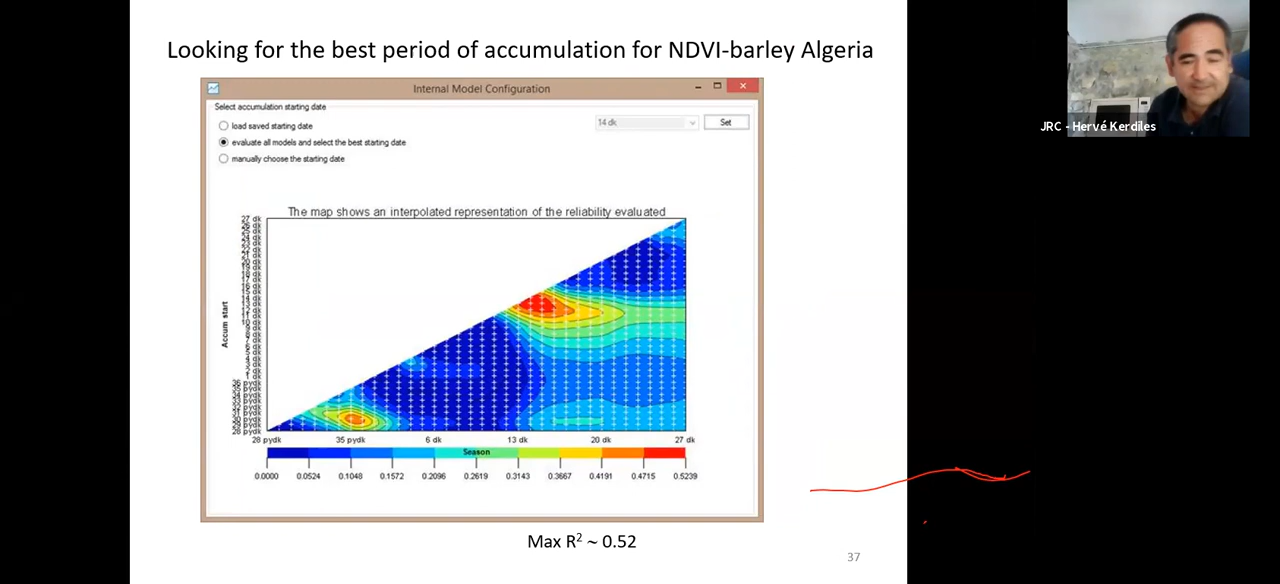 Looking for the best period of accumulation for NDVI-barley Algeria
Internal Model Configuration
Select accumulation starting date
load saved starting date
evaluate all models and select the best starting date
manually choose the starting date
14 dk
Set
The map shows an interpolated representation of the reliability evaluated
Accum start
27 dk
28 pydk
28 pydk
35 pydk
6 dk
13 dk
20 dk
27 dk
Season
0.0000
0.0524
0.1048
0.1572
0.2096
0.2619
0.3143
0.3667
0.4191
0.4715
0.5239
Max R² ~ 0.52
37
JRC - Hervé Kerdiles